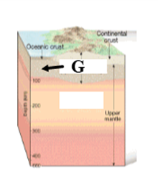 Continental
crust
Oceanic crust
G
100
200
Upper
mantle
300
400